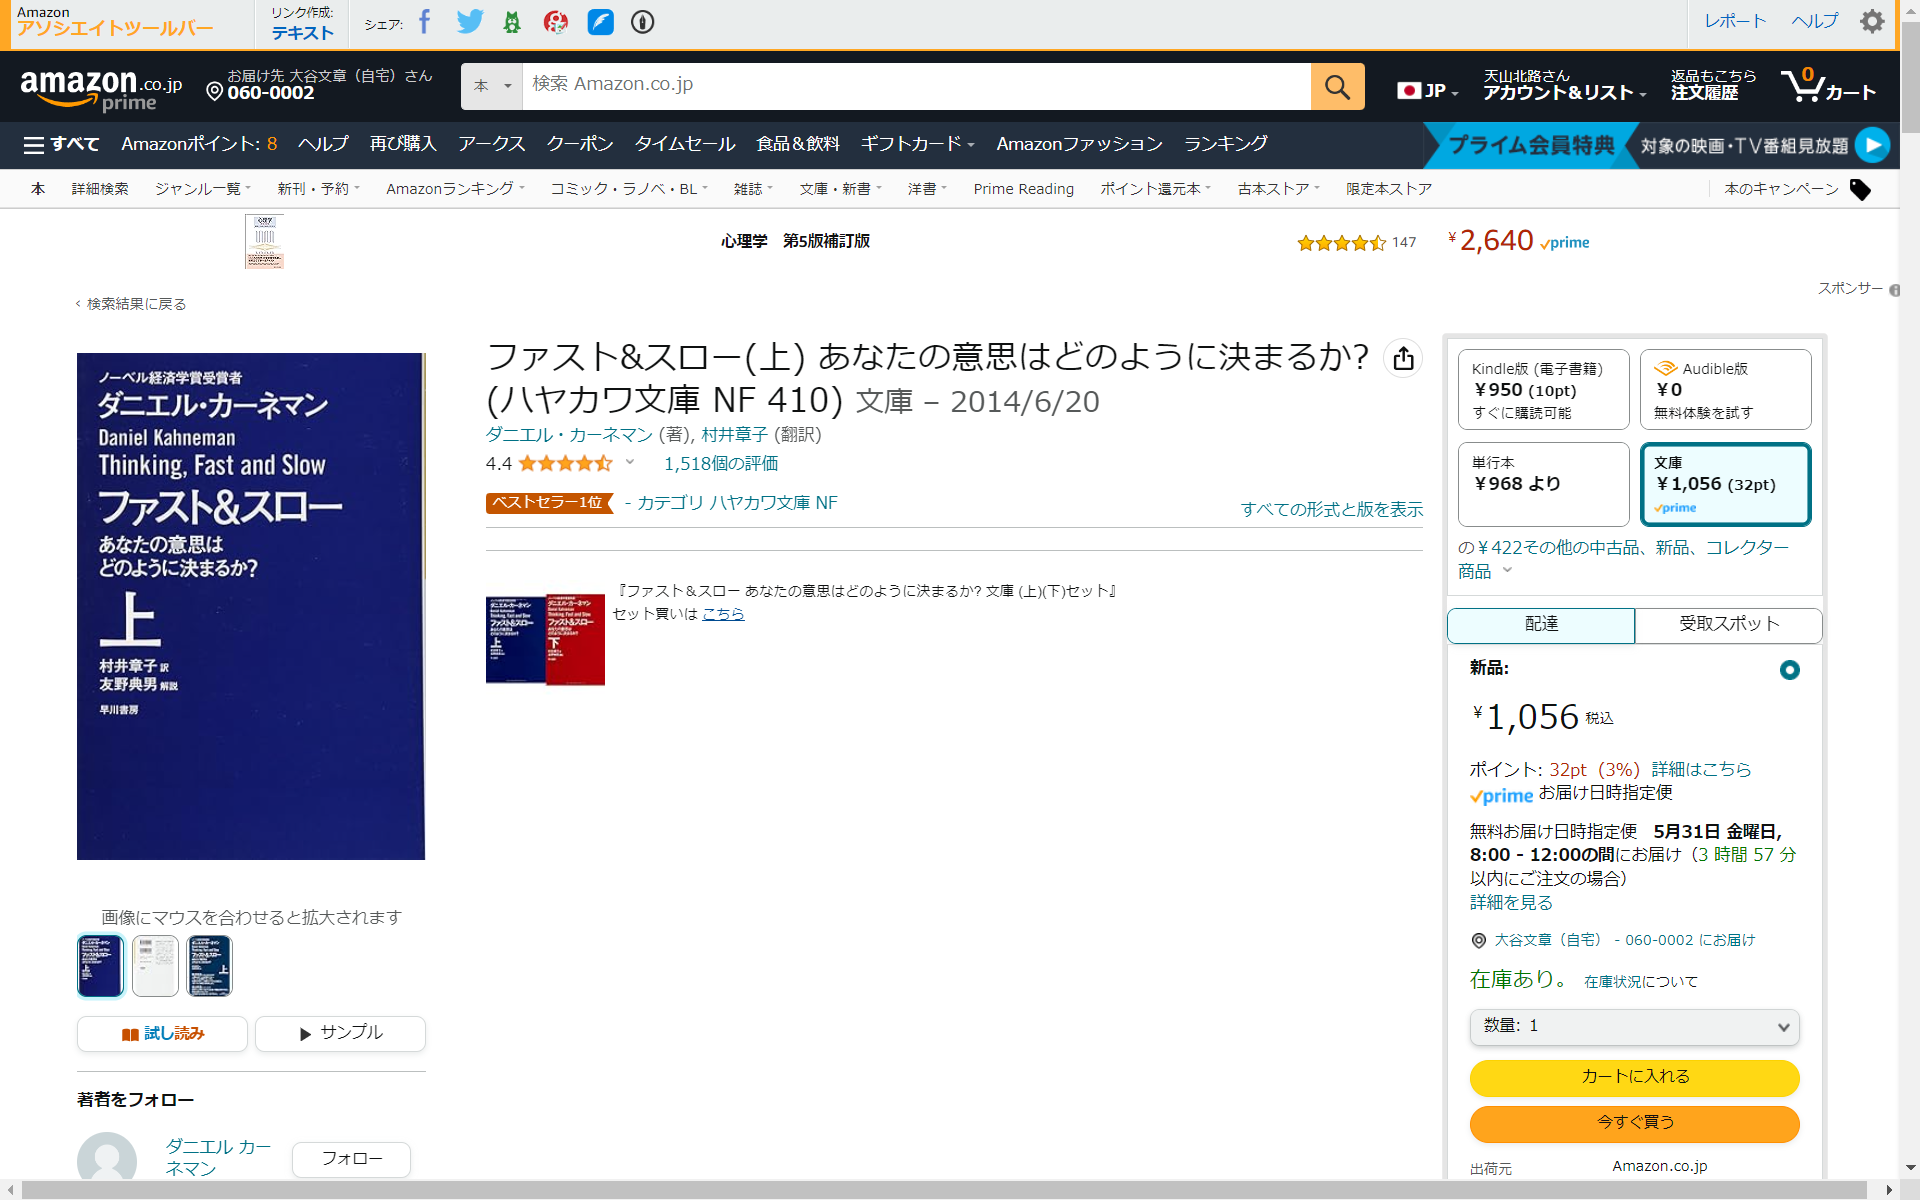 Amazon
アソシエイトツールバー
リンク作成:
テキスト
シェア:
レポート
ヘルプ
amazon.co.jp
prime
お届け先 大谷文章（自宅）さん
060-0002
本
検索 Amazon.co.jp
JP
天山北路さん
アカウント&リスト
返品もこちら
注文履歴
0
カート
すべて
Amazonポイント: 8
ヘルプ
再び購入
アークス
クーポン
タイムセール
食品&飲料
ギフトカード
Amazonファッション
ランキング
プライム会員特典
対象の映画・TV番組見放題
本
詳細検索
ジャンル一覧
新刊・予約
Amazonランキング
コミック・ラノベ・BL
雑誌
文庫・新書
洋書
Prime Reading
ポイント還元本
古本ストア
限定本ストア
本のキャンペーン
心理学　第5版補訂版
147
¥2,640 prime
スポンサー
‹ 検索結果に戻る
ノーベル経済学賞受賞者
ダニエル・カーネマン
Daniel Kahneman
Thinking, Fast and Slow
ファスト&スロー
あなたの意思は
どのように決まるか?
上
村井章子 訳
友野典男 解説
早川書房
画像にマウスを合わせると拡大されます
試し読み
サンプル
著者をフォロー
ダニエル カー
ネマン
フォロー
ファスト&スロー(上) あなたの意思はどのように決まるか?
(ハヤカワ文庫 NF 410) 文庫 – 2014/6/20
ダニエル・カーネマン (著), 村井章子 (翻訳)
4.4
1,518個の評価
ベストセラー1位 - カテゴリ ハヤカワ文庫 NF
すべての形式と版を表示
『ファスト＆スロー あなたの意思はどのように決まるか? 文庫 (上)(下)セット』
セット買いは こちら
Kindle版 (電子書籍)
¥950 (10pt)
すぐに購読可能
Audible版
¥0
無料体験を試す
単行本
¥968 より
文庫
¥1,056 (32pt)
prime
の¥422その他の中古品、新品、コレクター
商品
配達
受取スポット
新品:
¥1,056 税込
ポイント: 32pt (3%) 詳細はこちら
prime お届け日時指定便
無料お届け日時指定便　5月31日 金曜日,
8:00 - 12:00の間にお届け（3 時間 57 分
以内にご注文の場合）
詳細を見る
大谷文章（自宅） - 060-0002 にお届け
在庫あり。 在庫状況について
数量: 1
カートに入れる
今すぐ買う
出荷元
Amazon.co.jp